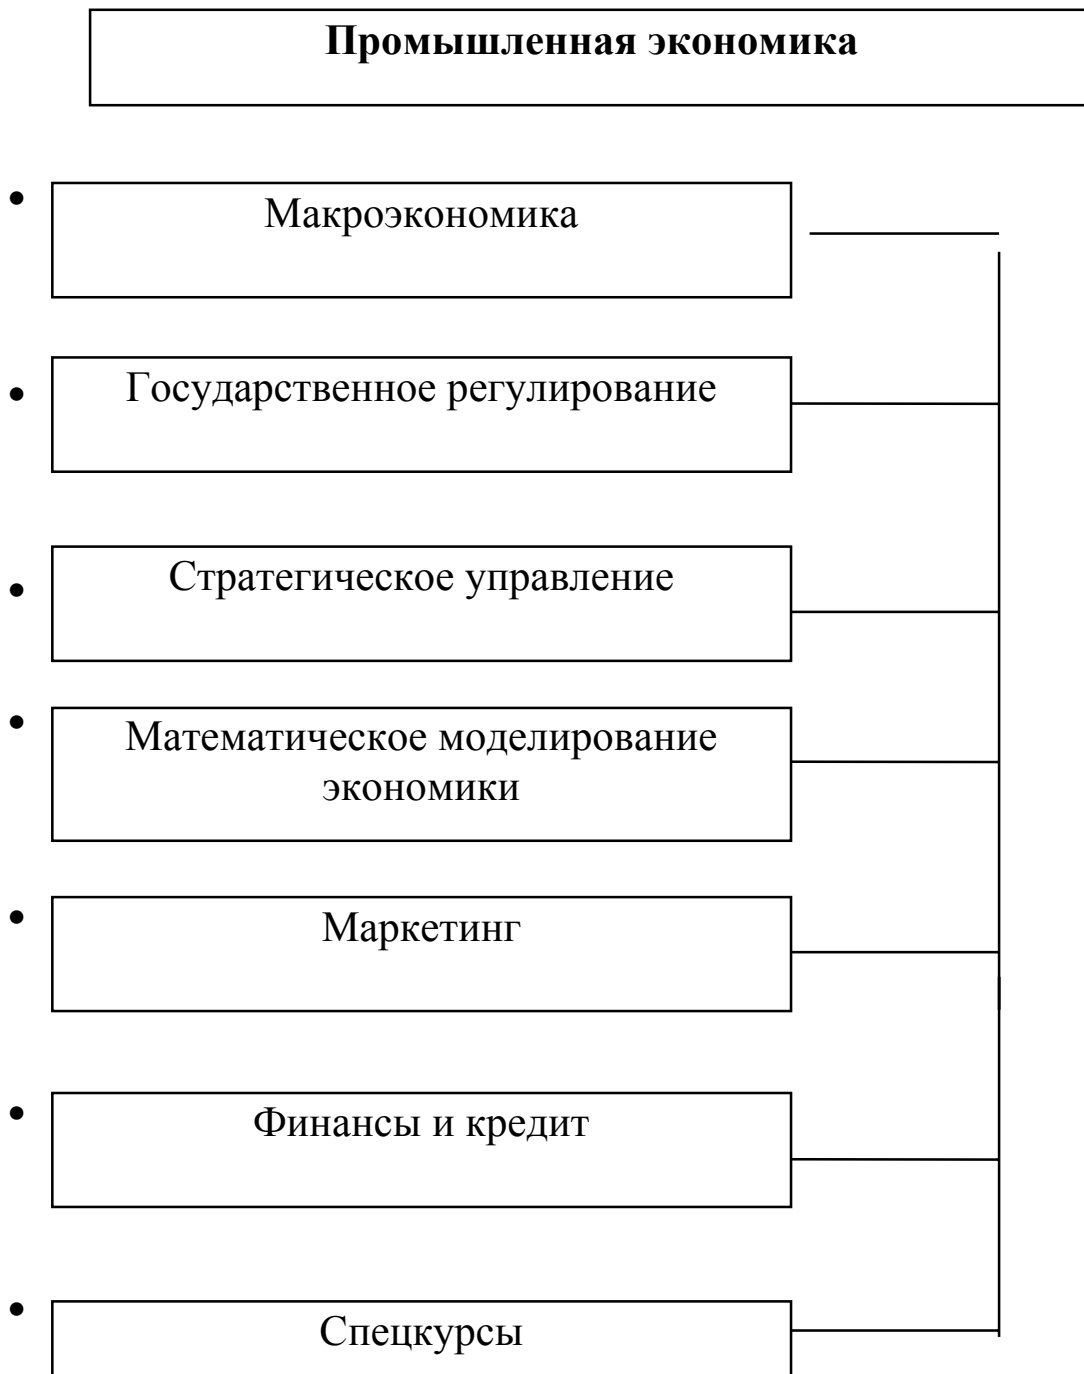 Промышленная экономика
• Макроэкономика
• Государственное регулирование
• Стратегическое управление
• Математическое моделирование
экономики
• Маркетинг
• Финансы и кредит
• Спецкурсы